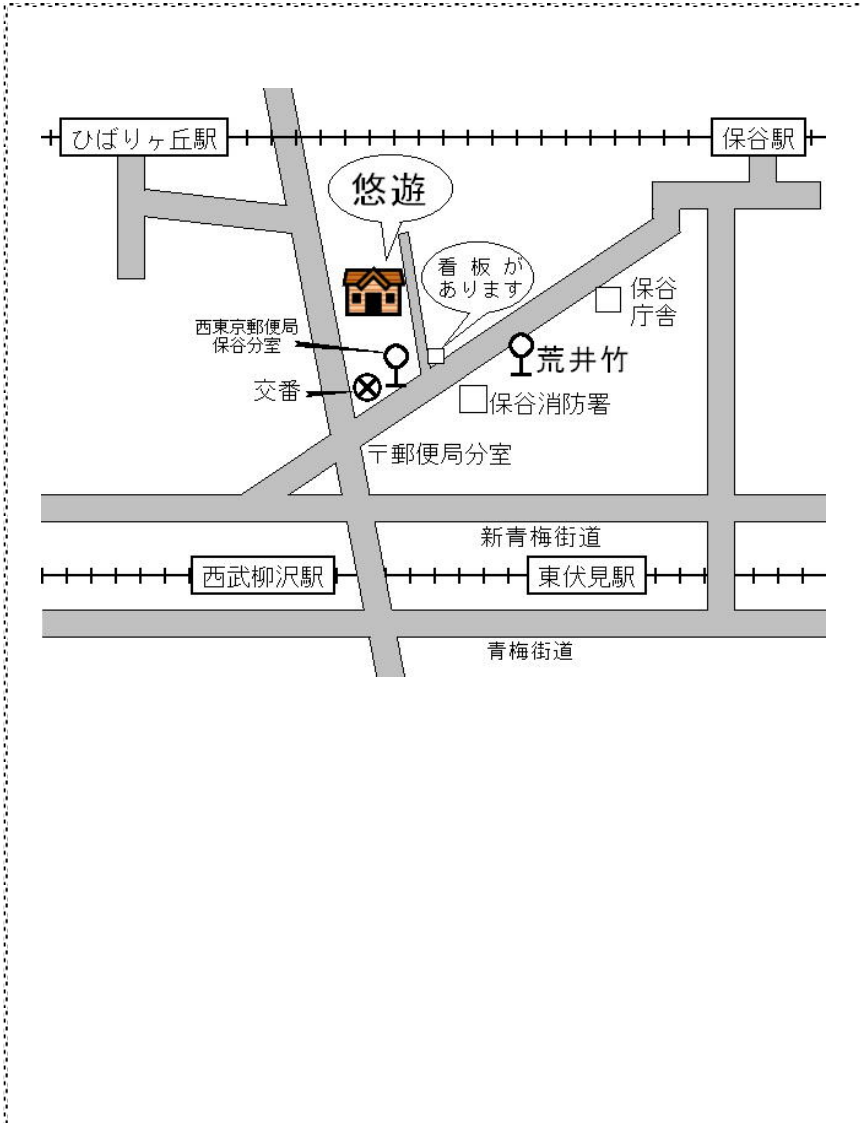 ひばりヶ丘駅
保谷駅
悠遊
看板が
あります
保谷
庁舎
西東京郵便局
保谷分室
荒井竹
交番
保谷消防署
〒郵便局分室
新青梅街道
西武柳沢駅
東伏見駅
青梅街道